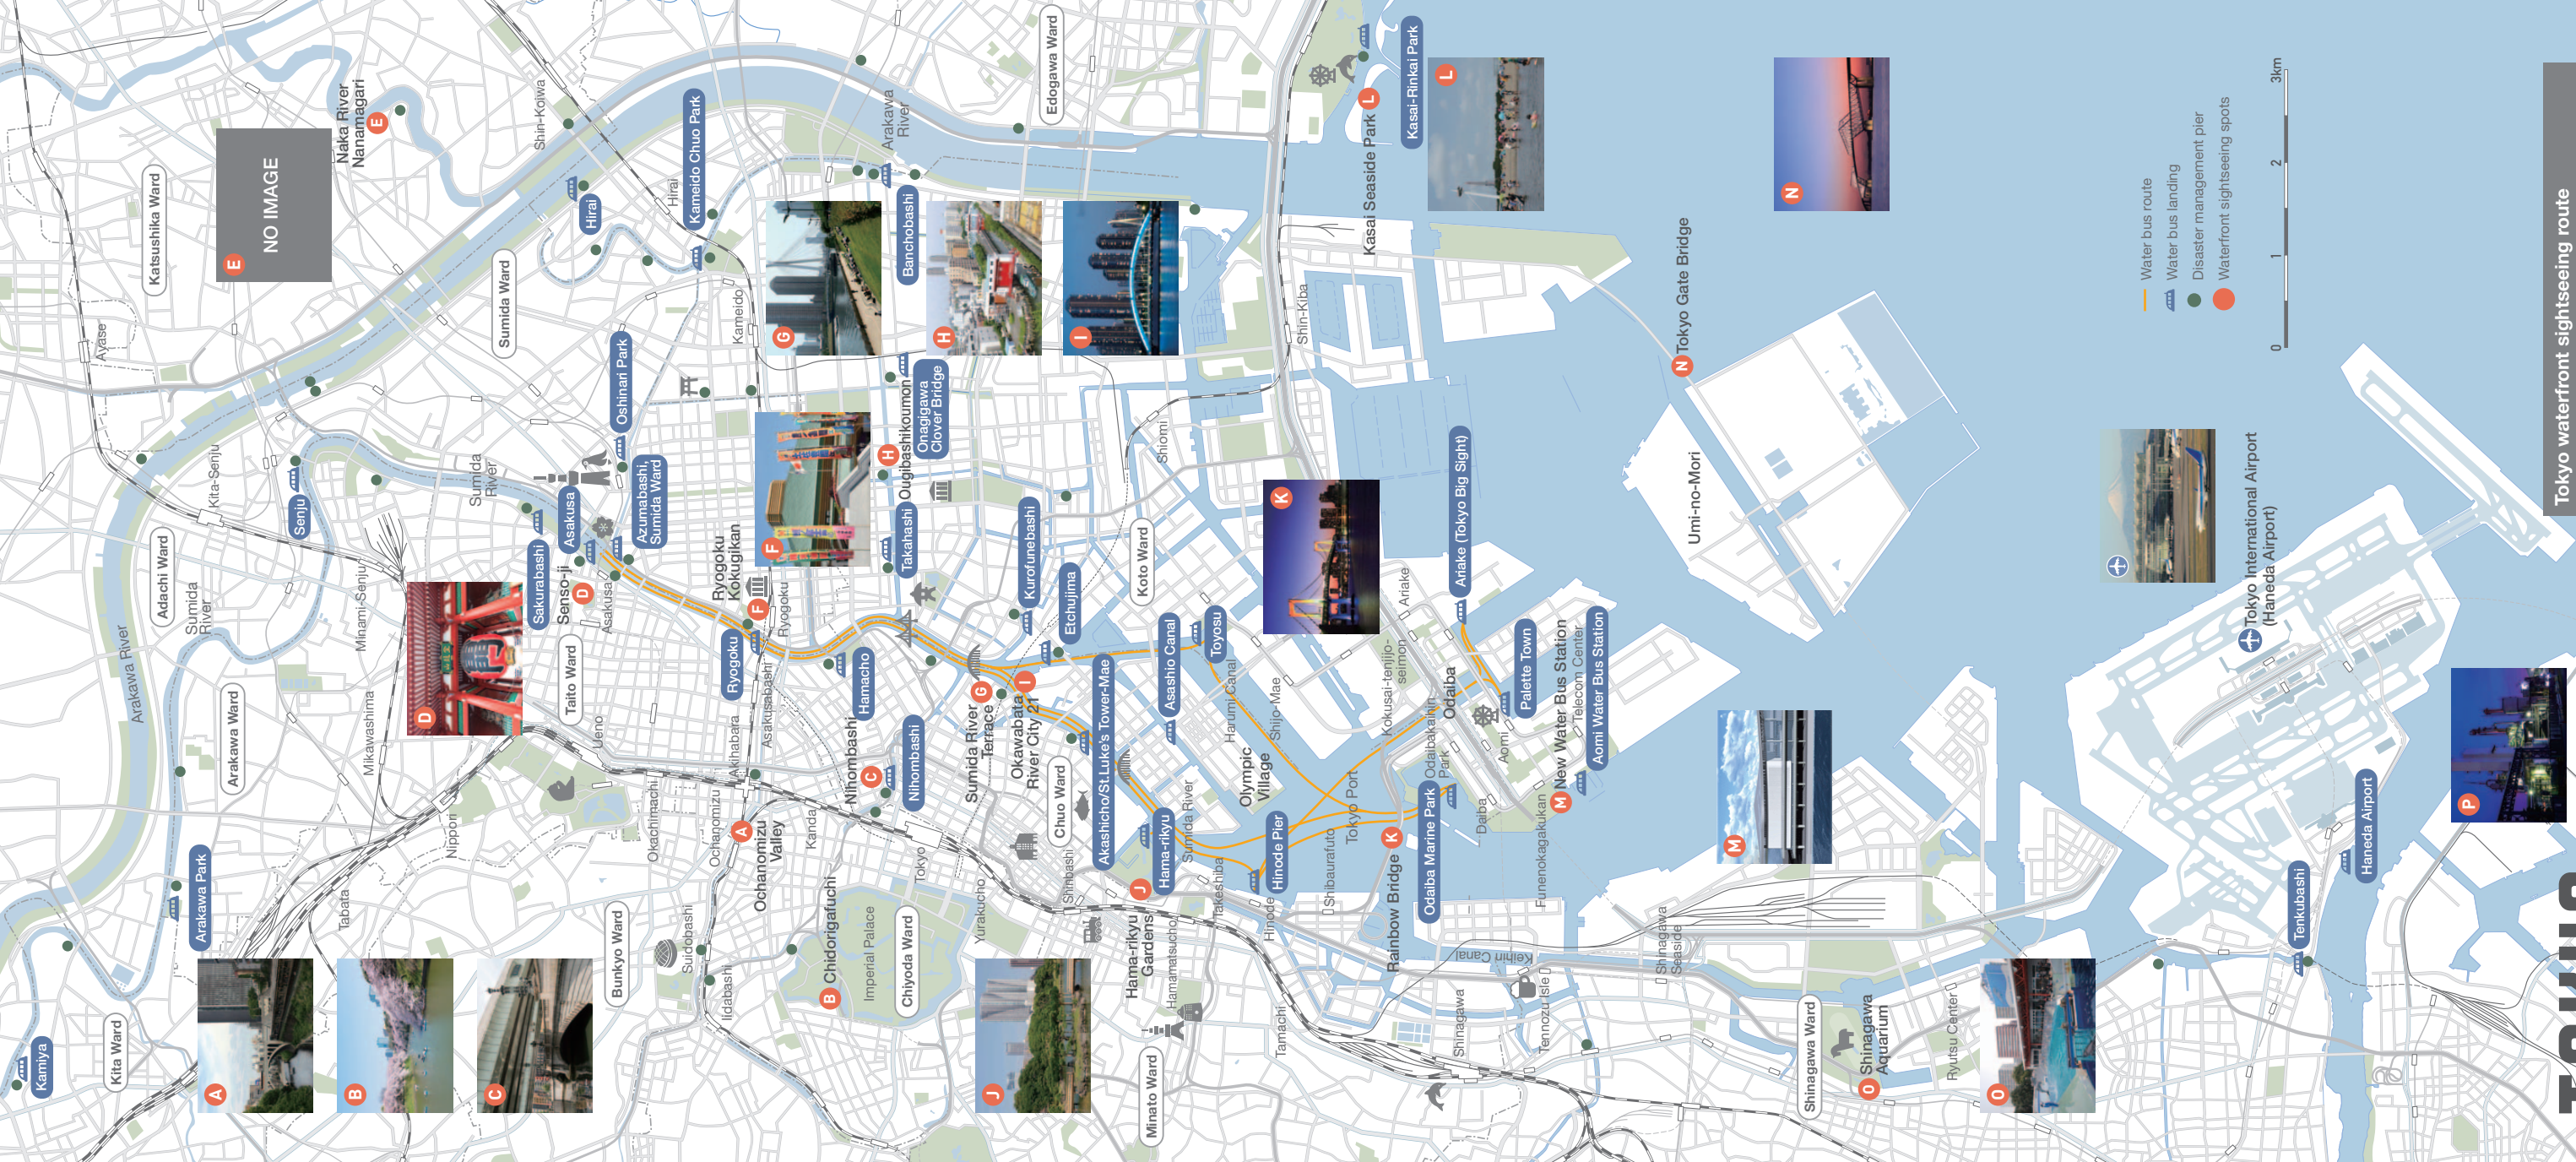 Tokyo waterfront sightseeing route
Kamiya
Kita Ward
Arakawa Park
Arakawa River
Adachi Ward
Sumida
River
Arakawa Ward
Kita-Senju
Ayase
Katsushika Ward
NO IMAGE
E
Naka River
Nanamagari
E
Senju
Minami-Senju
Mikawashima
Tabata
Nippori
A
B
C
D
Sumida
River
Sumida Ward
Shin-Koiwa
Hirai
Hirai
Kameido Chuo Park
Sakurabashi
Asakusa
Senso-ji
D
Asakusa
Taito Ward
Ueno
Azumabashi,
Sumida Ward
Oshinari Park
Bunkyo Ward
Okachimachi
Suidobashi
Ochanomizu
Iidabashi
Akihabara
A
Ochanomizu
Valley
Asakusabashi
Ryogoku
Ryogoku
Kokugikan
F
Ryogoku
F
Kameido
G
Kanda
B Chidorigafuchi
Imperial Palace
Chiyoda Ward
Nihombashi
C
Nihombashi
Hamacho
Takahashi
Ougibashikoumon
H
Onagigawa
Clover Bridge
Banchobashi
Arakawa
River
H
Tokyo
Yurakucho
Sumida River
Terrace
G
Okawabata
River City 21
I
Kurofunebashi
Etchujima
I
Edogawa Ward
Chuo Ward
Shinbashi
Akashicho/St.Luke's Tower-Mae
J
Hama-rikyu
Gardens
J
Hama-rikyu
Hamamatsucho
Minato Ward
Asashio Canal
Sumida River
Koto Ward
Shiomi
Toyosu
Takeshiba
Harumi Canal
Olympic
Village
Shijo-Mae
Hinode
Hinode Pier
Tamachi
K
Shin-Kiba
Shibaurafuto
Tokyo Port
Kasai Seaside Park L
Kasai-Rinkai Park
L
Rainbow Bridge
K
Kokusai-tenjijo-
seimon
Ariake
Odaiba Marine Park
Odaibakaihin
Park
Odaiba
Ariake (Tokyo Big Sight)
Shinagawa
Keihin Canal
Daiba
Aomi
Palette Town
Tennozu Isle
Funenokagakukan
M New Water Bus Station
Telecom Center
Aomi Water Bus Station
Shinagawa
Seaside
M
Umi-no-Mori
N Tokyo Gate Bridge
N
Shinagawa Ward
O Shinagawa
Aquarium
Ryutsu Center
O
Water bus route
Water bus landing
Disaster management pier
Waterfront sightseeing spots
0 1 2 3km
Tokyo International Airport
(Haneda Airport)
Tenkubashi
Haneda Airport
P